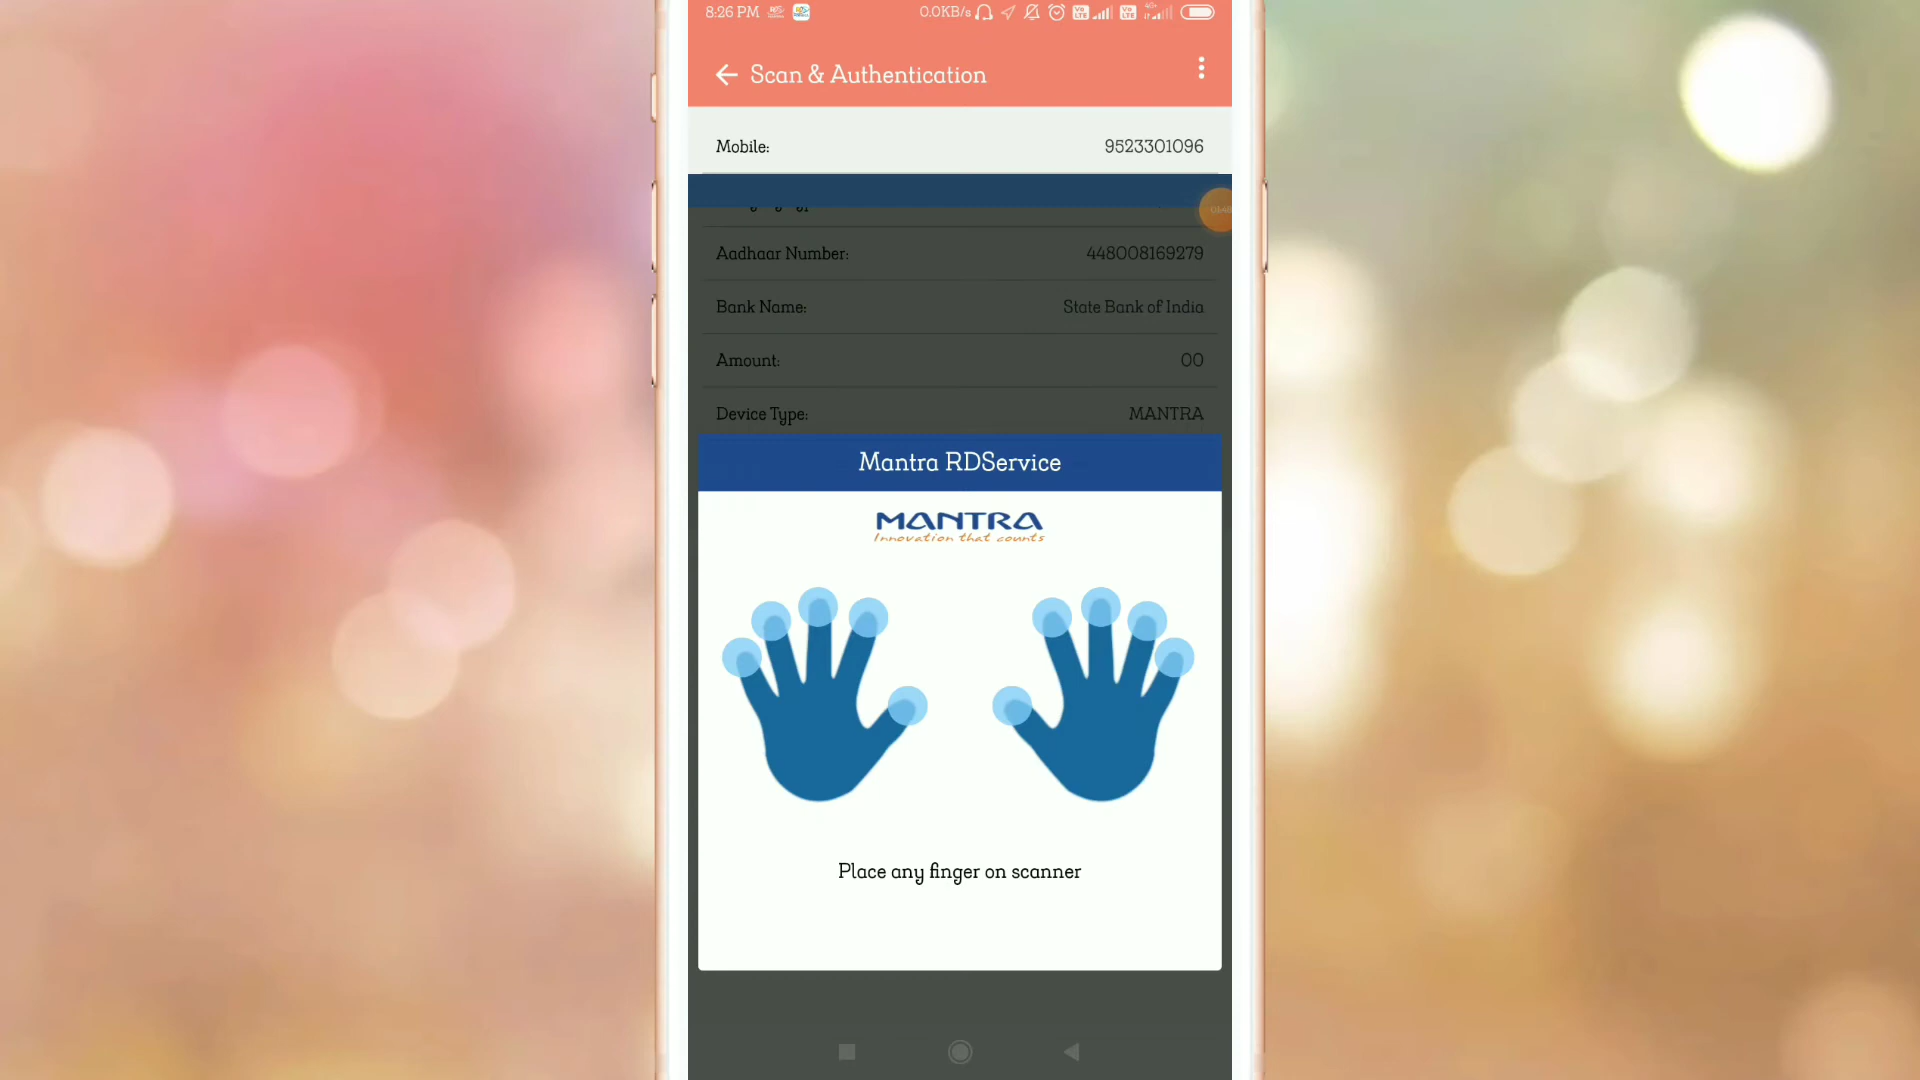 8:26 PM
0.0KB/s
Scan & Authentication
Mobile: 9523301096
Aadhaar Number: 448008169279
Bank Name: State Bank of India
Amount: 00
Device Type: MANTRA
Mantra RDService
MANTRA
Innovation that counts
Place any finger on scanner